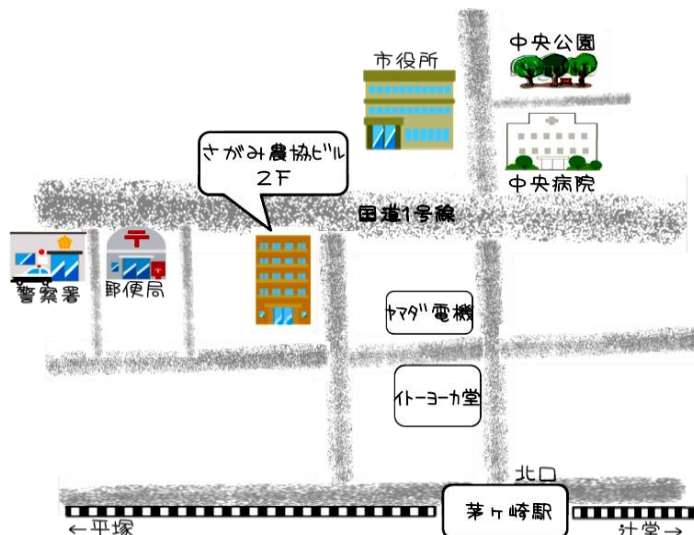 中央公園
市役所
さがみ農協ビル
2F
中央病院
国道1号線
警察署
郵便局
ヤマダ電機
イトーヨーカ堂
北口
茅ヶ崎駅
←平塚
辻堂→